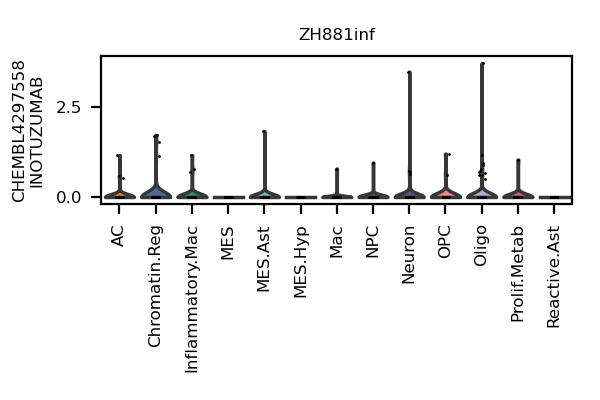 ZH881inf
CHEMBL4297558
INOTUZUMAB
2.5
0.0
AC
Chromatin.Reg
Inflammatory.Mac
MES
MES.Ast
MES.Hyp
Mac
NPC
Neuron
OPC
Oligo
Prolif.Metab
Reactive.Ast